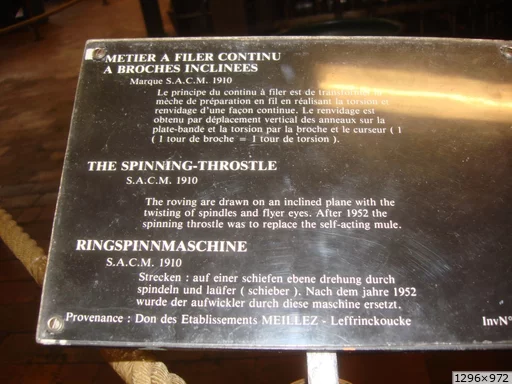 METIER A FILER CONTINU
A BROCHES INCLINEES
Marque S.A.C.M. 1910
Le principe du continu à filer est de transformer la
mèche de préparation en fil en réalisant la torsion et
renvidage d'une façon continue. Le renvidage est
obtenu par déplacement vertical des anneaux sur la
plate-bande et la torsion par la broche et le curseur ( 1
( 1 tour de broche = 1 tour de torsion ).
THE SPINNING-THROSTLE
S.A.C.M. 1910
The roving are drawn on an inclined plane with the
twisting of spindles and flyer eyes. After 1952 the
spinning throstle was to replace the self-acting mule.
RINGSPINNMASCHINE
S.A.C.M. 1910
Strecken : auf einer schiefen ebene drehung durch
spindeln und laüfer ( schieber ). Nach dem jahre 1952
wurde der aufwickler durch diese maschine ersetzt.
Provenance : Don des Etablissements MEILLEZ - Leffrinckoucke InvN°
1296×972